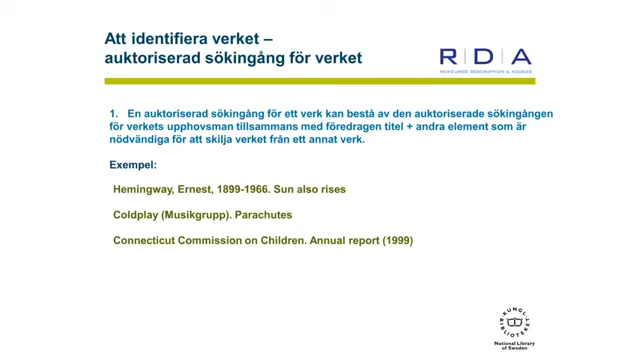 Att identifiera verket –
auktoriserad sökingång för verket
R D A
RESOURCE DESCRIPTION & ACCESS
1. En auktoriserad sökingång för ett verk kan bestå av den auktoriserade sökingången
för verkets upphovsman tillsammans med föredragen titel + andra element som är
nödvändiga för att skilja verket från ett annat verk.
Exempel:
Hemingway, Ernest, 1899-1966. Sun also rises
Coldplay (Musikgrupp). Parachutes
Connecticut Commission on Children. Annual report (1999)
KUNGL. BIBLIOTEKET
National Library
of Sweden